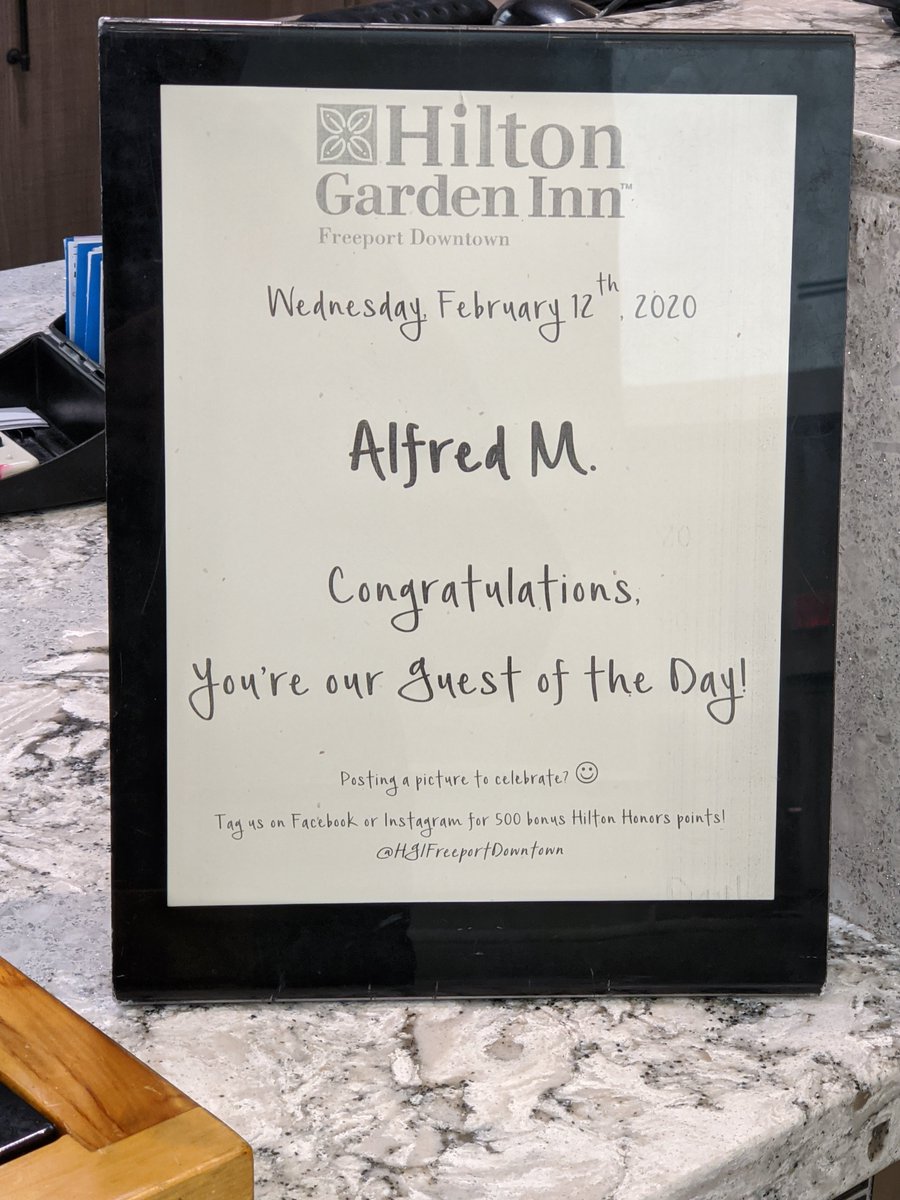 Hilton
Garden Inn™
Freeport Downtown
Wednesday, February 12th, 2020
Alfred M.
Congratulations,
You're our Guest of the Day!
Posting a picture to celebrate? ☺
Tag us on Facebook or Instagram for 500 bonus Hilton Honors points!
@HGIFreeportDowntown